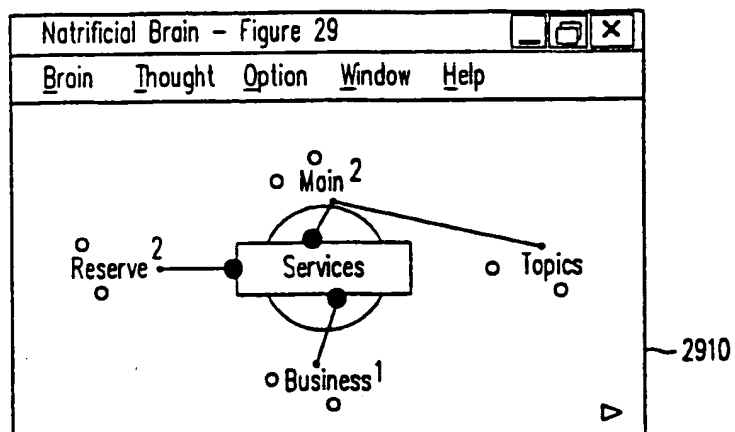 Natrificial Brain – Figure 29
Brain Thought Option Window Help
Main 2
Reserve 2
Services
Topics
2910
Business 1